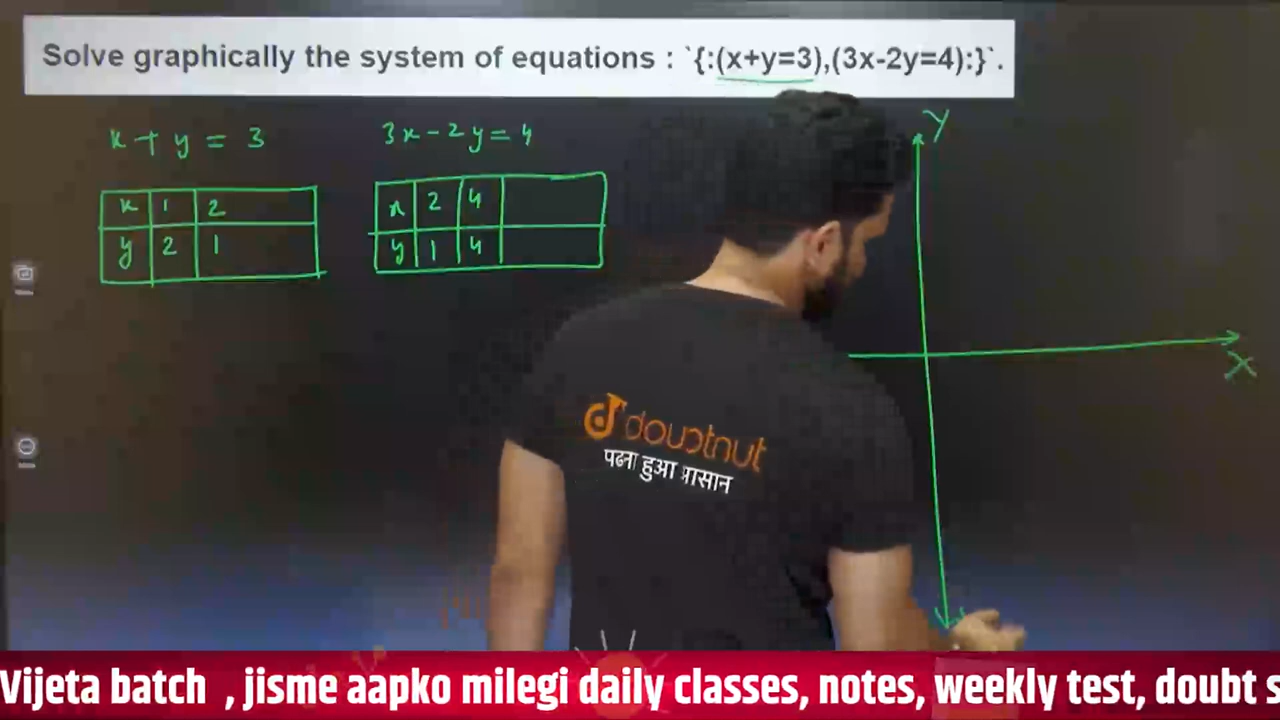 Solve graphically the system of equations : `{:(x+y=3),(3x-2y=4):}`.
x + y = 3
3x - 2y = 4
x 1 2
y 2 1
x 2 4
y 1 4
Y
X
doubtnut
पढना हुआ आसान
Vijeta batch , jisme aapko milegi daily classes, notes, weekly test, doubt s